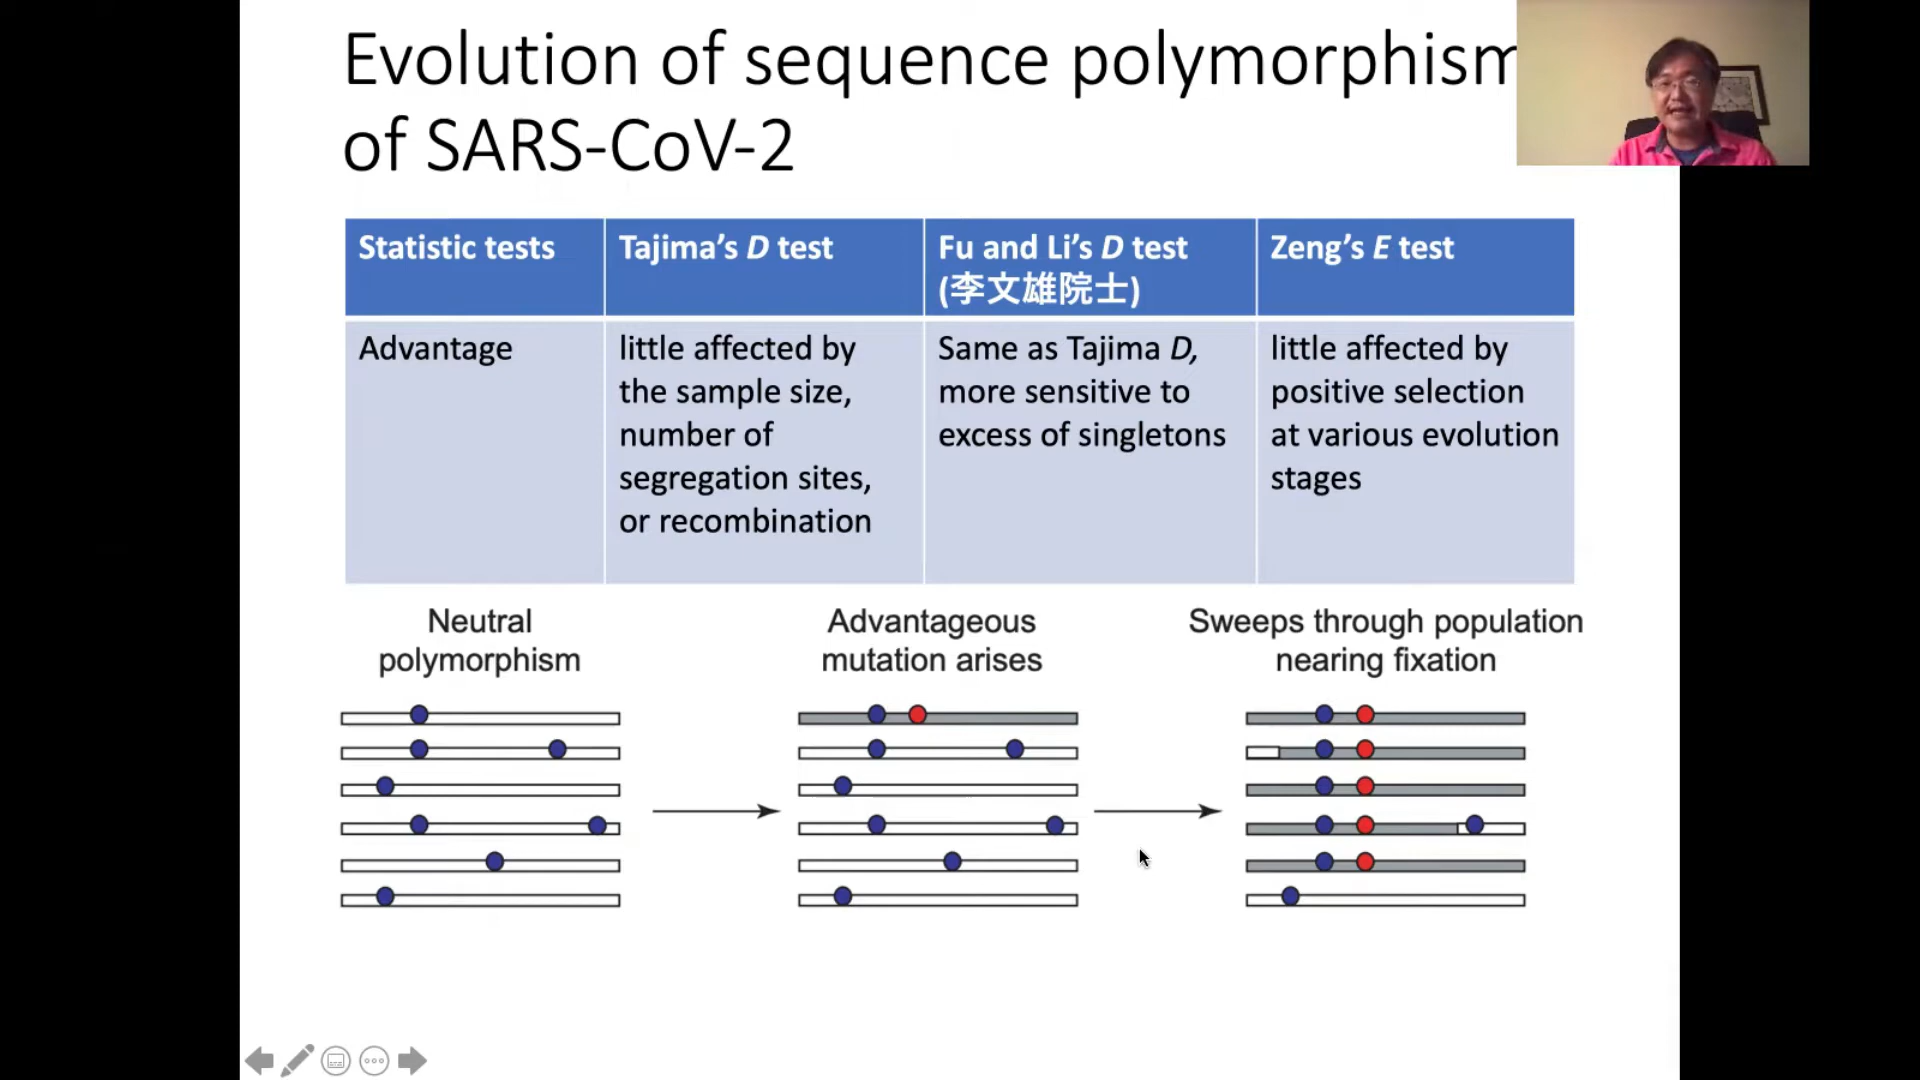 Evolution of sequence polymorphism
of SARS-CoV-2
Statistic tests
Tajima’s D test
Fu and Li’s D test
(李文雄院士)
Zeng’s E test
Advantage
little affected by
the sample size,
number of
segregation sites,
or recombination
Same as Tajima D,
more sensitive to
excess of singletons
little affected by
positive selection
at various evolution
stages
Neutral
polymorphism
Advantageous
mutation arises
Sweeps through population
nearing fixation